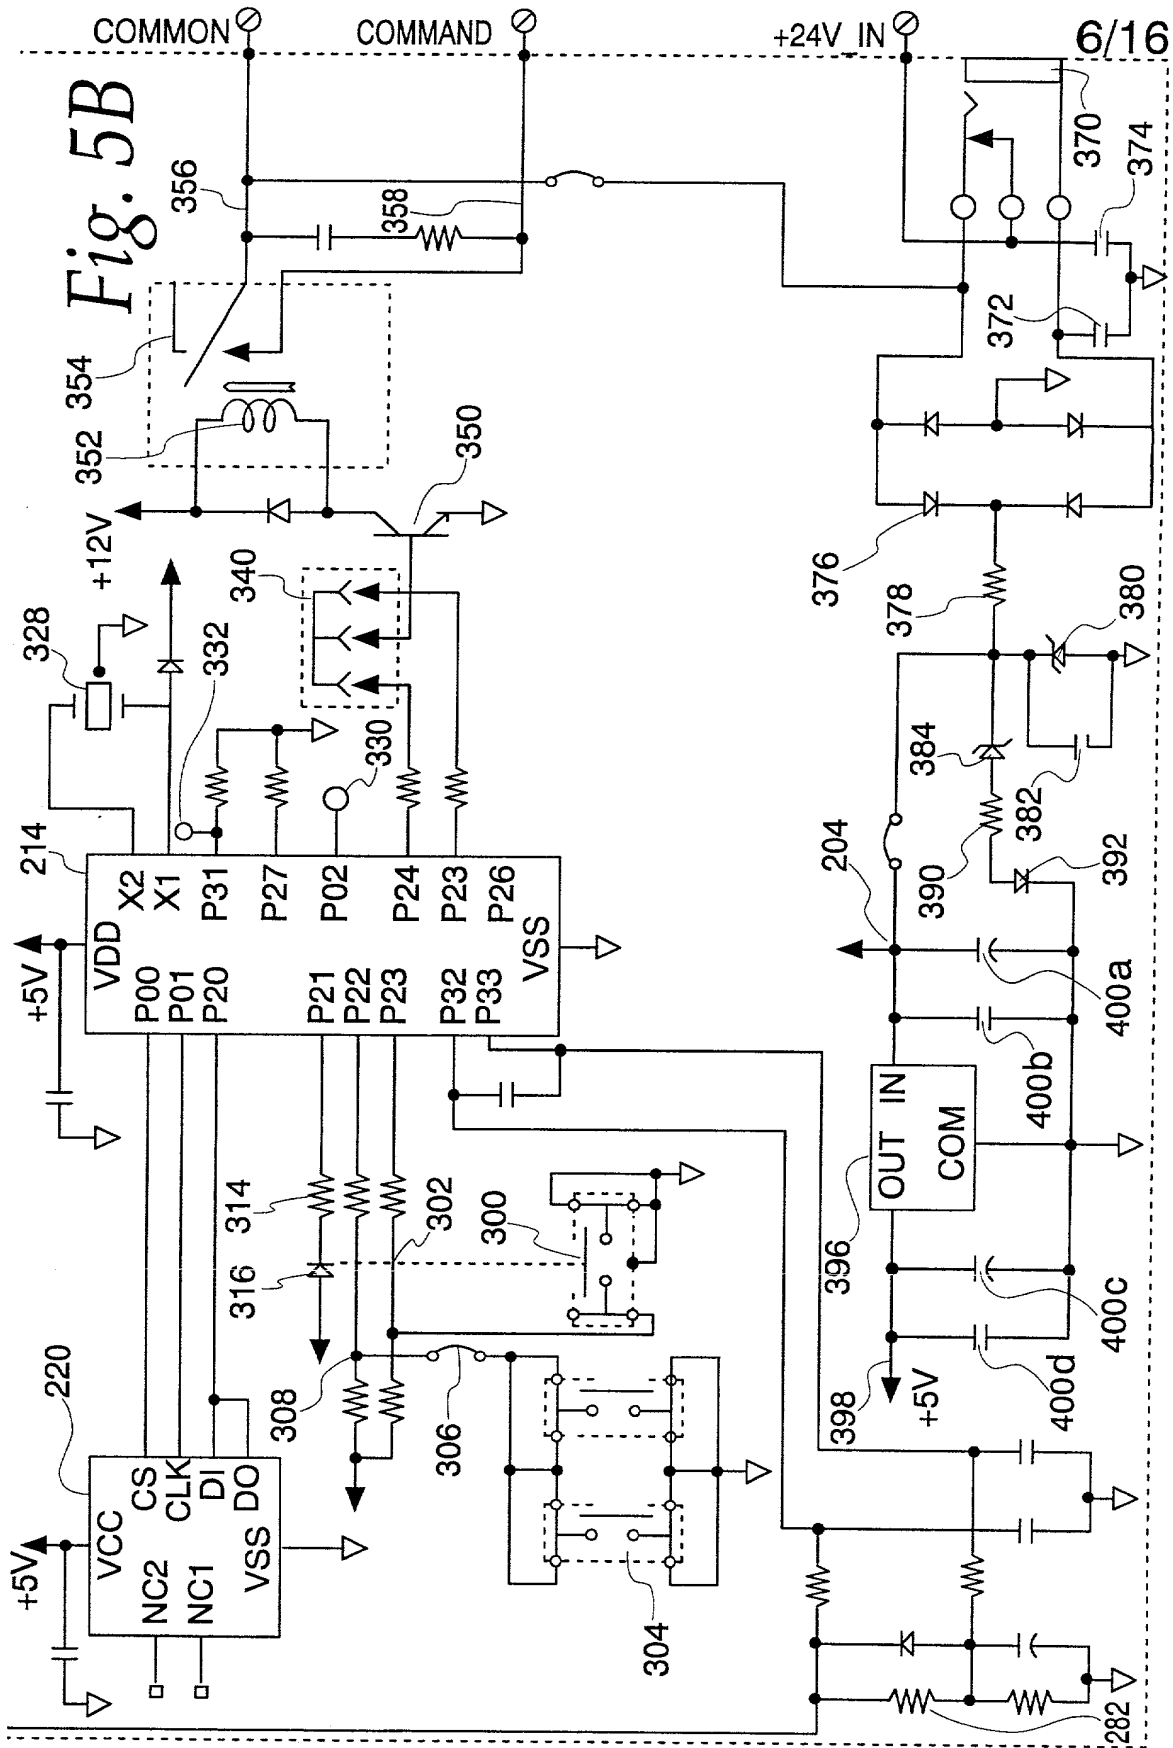 6/16
Fig. 5B
COMMON
COMMAND
+24V_IN
356
358
370
374
372
354
352
350
+12V
340
328
332
330
376
378
380
384
382
390
392
204
214
+5V
VDD
X2
X1
P31
P27
P02
P24
P23
P26
VSS
P00
P01
P20
P21
P22
P23
P32
P33
400a
400b
IN
OUT
COM
396
400c
400d
398
+5V
314
316
302
300
308
306
304
220
+5V
VCC
CS
CLK
DI
DO
NC2
NC1
VSS
282